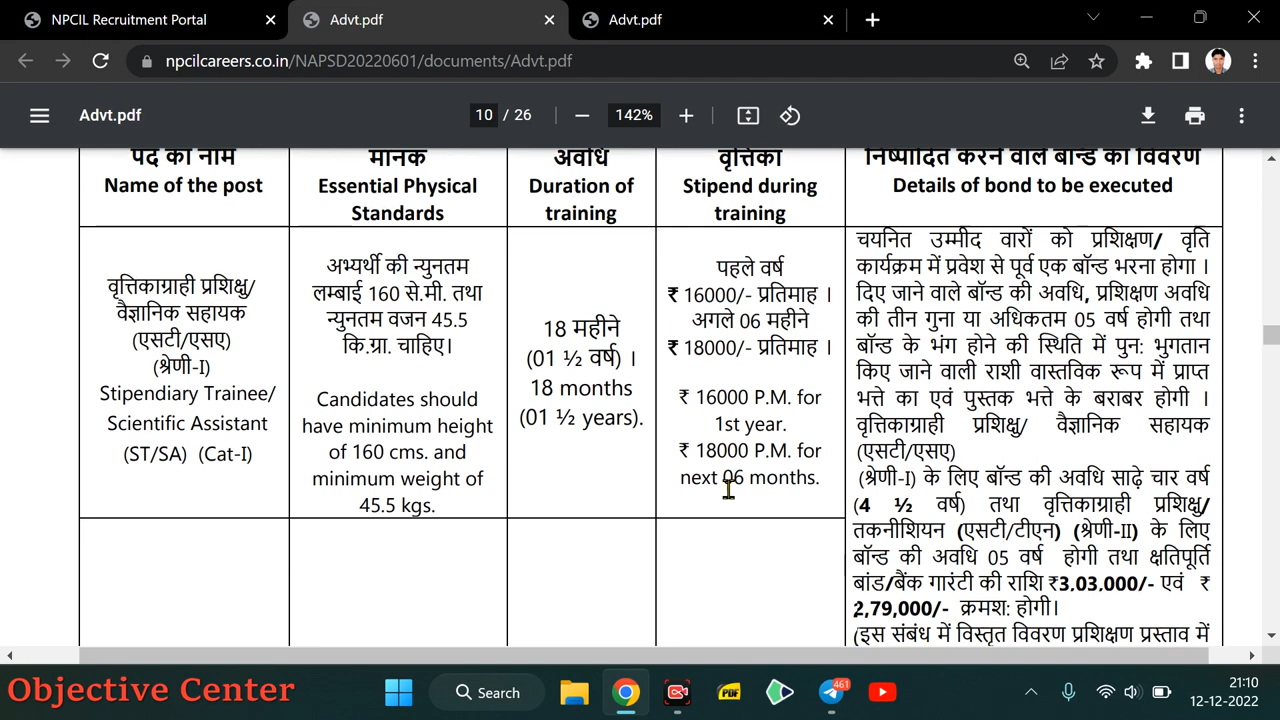 NPCIL Recruitment Portal
Advt.pdf
Advt.pdf
npcilcareers.co.in/NAPSD20220601/documents/Advt.pdf
Advt.pdf
10 / 26
142%
पद का नाम
Name of the post
मानक
Essential Physical
Standards
अवधि
Duration of
training
वृत्तिका
Stipend during
training
निष्पादित करने वाले बॉन्ड का विवरण
Details of bond to be executed
वृत्तिकाग्राही प्रशिक्षु/
वैज्ञानिक सहायक
(एसटी/एसए)
(श्रेणी-I)
Stipendiary Trainee/
Scientific Assistant
(ST/SA) (Cat-I)
अभ्यर्थी की न्युनतम
लम्बाई 160 से.मी. तथा
न्युनतम वजन 45.5
कि.ग्रा. चाहिए।
Candidates should
have minimum height
of 160 cms. and
minimum weight of
45.5 kgs.
18 महीने
(01 ½ वर्ष) ।
18 months
(01 ½ years).
पहले वर्ष
₹ 16000/- प्रतिमाह ।
अगले 06 महीने
₹ 18000/- प्रतिमाह ।
₹ 16000 P.M. for
1st year.
₹ 18000 P.M. for
next 06 months.
चयनित उम्मीद वारों को प्रशिक्षण/ वृति
कार्यक्रम में प्रवेश से पूर्व एक बॉन्ड भरना होगा ।
दिए जाने वाले बॉन्ड की अवधि, प्रशिक्षण अवधि
की तीन गुना या अधिकतम 05 वर्ष होगी तथा
बॉन्ड के भंग होने की स्थिति में पुन: भुगतान
किए जाने वाली राशी वास्तविक रूप में प्राप्त
भत्ते का एवं पुस्तक भत्ते के बराबर होगी ।
वृत्तिकाग्राही प्रशिक्षु/ वैज्ञानिक सहायक
(एसटी/एसए)
(श्रेणी-I) के लिए बॉन्ड की अवधि साढ़े चार वर्ष
(4 ½ वर्ष) तथा वृत्तिकाग्राही प्रशिक्षु/
तकनीशियन (एसटी/टीएन) (श्रेणी-II) के लिए
बॉन्ड की अवधि 05 वर्ष होगी तथा क्षतिपूर्ति
बांड/बैंक गारंटी की राशि ₹3,03,000/- एवं ₹
2,79,000/- क्रमश: होगी।
(इस संबंध में विस्तृत विवरण प्रशिक्षण प्रस्ताव में
Objective Center
Search
PDF
461
21:10
12-12-2022